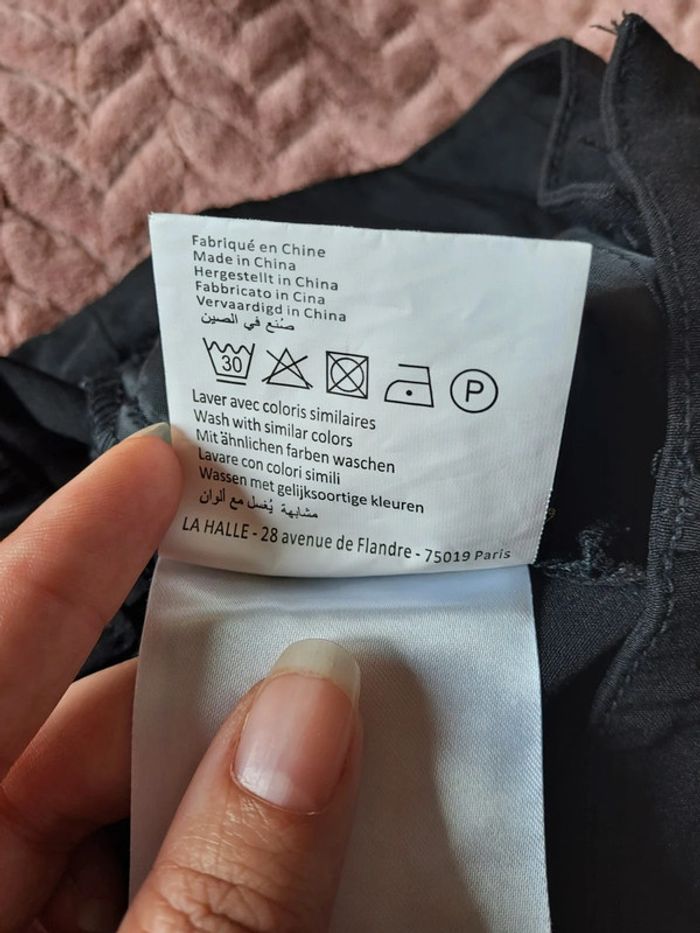 Fabriqué en Chine
Made in China
Hergestellt in China
Fabbricato in Cina
Vervaardigd in China
صُنع في الصين
30
P
Laver avec coloris similaires
Wash with similar colors
Mit ähnlichen farben waschen
Lavare con colori simili
Wassen met gelijksoortige kleuren
مشابهة يُغسل مع ألوان
LA HALLE - 28 avenue de Flandre - 75019 Paris